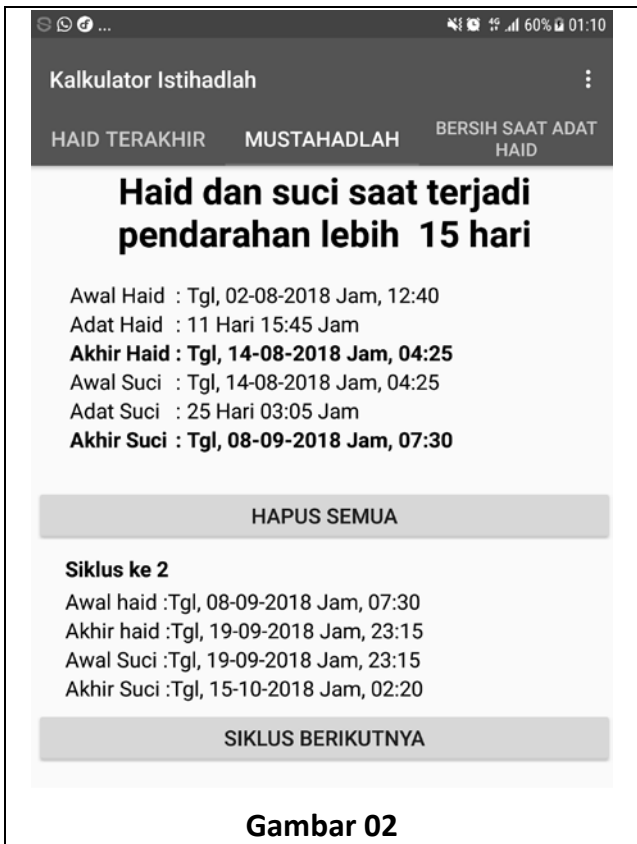 ... 60% 01:10
Kalkulator Istihadlah
HAID TERAKHIR MUSTAHADLAH BERSIH SAAT ADAT HAID
Haid dan suci saat terjadi
pendarahan lebih 15 hari
Awal Haid : Tgl, 02-08-2018 Jam, 12:40
Adat Haid : 11 Hari 15:45 Jam
Akhir Haid : Tgl, 14-08-2018 Jam, 04:25
Awal Suci : Tgl, 14-08-2018 Jam, 04:25
Adat Suci : 25 Hari 03:05 Jam
Akhir Suci : Tgl, 08-09-2018 Jam, 07:30
HAPUS SEMUA
Siklus ke 2
Awal haid :Tgl, 08-09-2018 Jam, 07:30
Akhir haid :Tgl, 19-09-2018 Jam, 23:15
Awal Suci :Tgl, 19-09-2018 Jam, 23:15
Akhir Suci :Tgl, 15-10-2018 Jam, 02:20
SIKLUS BERIKUTNYA
Gambar 02